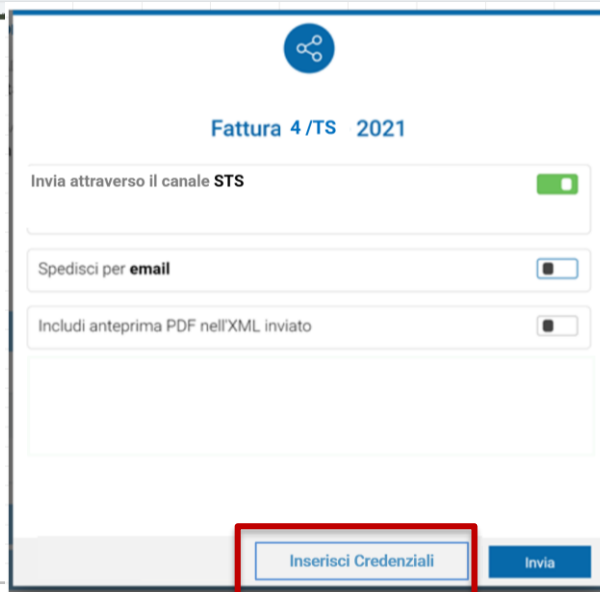 Fattura 4 /TS 2021
Invia attraverso il canale STS
Spedisci per email
Includi anteprima PDF nell'XML inviato
Inserisci Credenziali
Invia